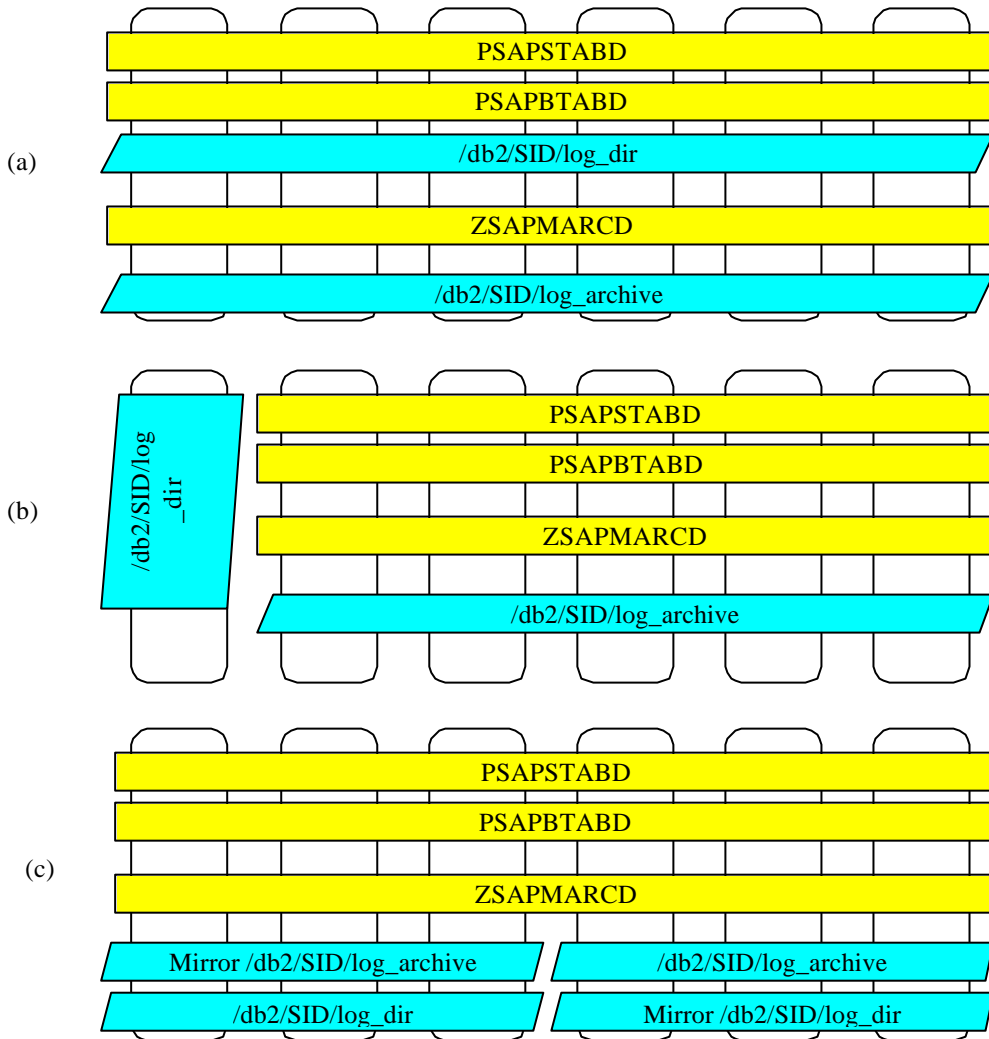 PSAPSTABD
PSAPBTABD
(a)
/db2/SID/log_dir
ZSAPMARCD
/db2/SID/log_archive
/db2/SID/log
_dir
PSAPSTABD
PSAPBTABD
(b)
ZSAPMARCD
/db2/SID/log_archive
PSAPSTABD
PSAPBTABD
(c)
ZSAPMARCD
Mirror /db2/SID/log_archive
/db2/SID/log_archive
/db2/SID/log_dir
Mirror /db2/SID/log_dir